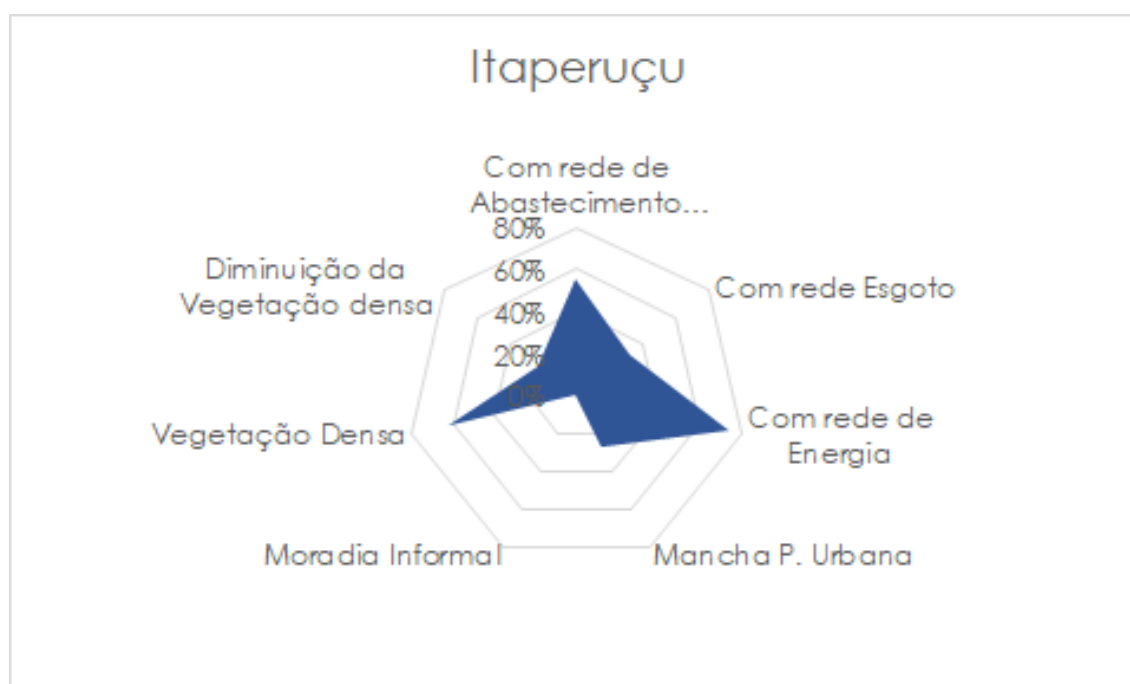 Itaperuçu
Com rede de
Abastecimento...
80%
60%
40%
20%
0%
Com rede Esgoto
Com rede de
Energia
Mancha P. Urbana
Moradia Informal
Vegetação Densa
Diminuição da
Vegetação densa